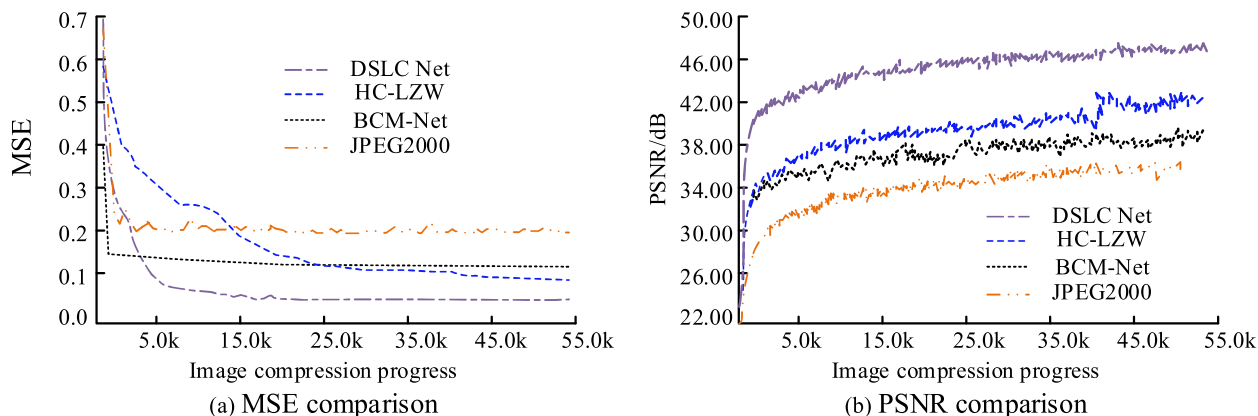 0.7
0.6
0.5
0.4
0.3
0.2
0.1
0.0
MSE
DSLC Net
HC-LZW
BCM-Net
JPEG2000
5.0k 15.0k 25.0k 35.0k 45.0k 55.0k
Image compression progress
(a) MSE comparison
50.00
46.00
42.00
38.00
34.00
30.00
26.00
22.00
PSNR/dB
DSLC Net
HC-LZW
BCM-Net
JPEG2000
5.0k 15.0k 25.0k 35.0k 45.0k 55.0k
Image compression progress
(b) PSNR comparison